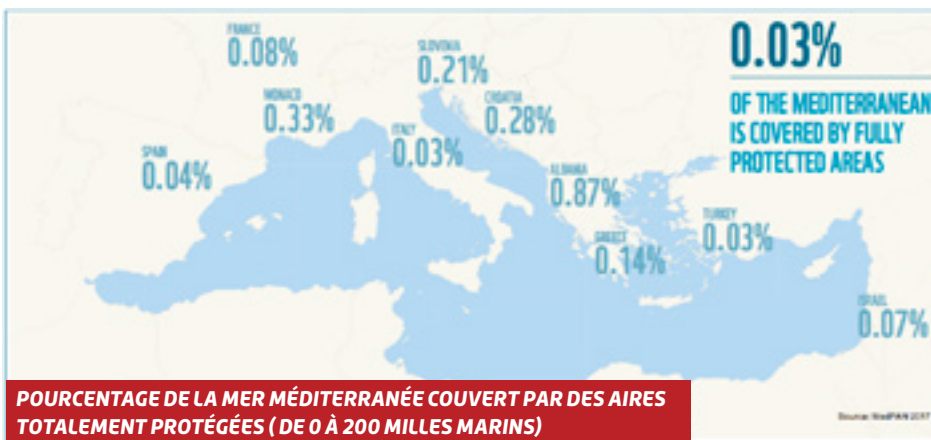 FRANCE
0.08%
SLOVENIA
0.21%
MONACO
0.33%
CROATIA
0.28%
ITALY
0.03%
SPAIN
0.04%
ALBANIA
0.87%
GREECE
0.14%
TURKEY
0.03%
ISRAEL
0.07%
0.03%
OF THE MEDITERRANEAN
IS COVERED BY FULLY
PROTECTED AREAS
POURCENTAGE DE LA MER MÉDITERRANÉE COUVERT PAR DES AIRES
TOTALEMENT PROTÉGÉES ( DE 0 À 200 MILLES MARINS)
Source: MedPAN 2017